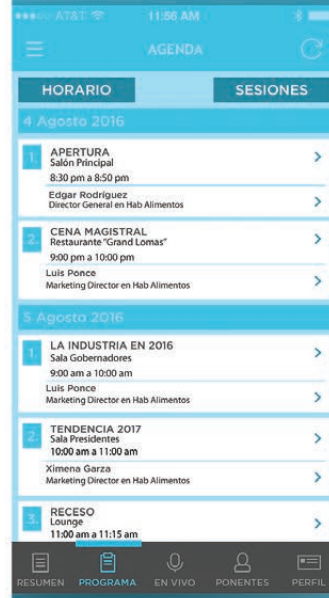 AT&T 11:56 AM
AGENDA
HORARIO SESIONES
4 Agosto 2016
1. APERTURA
Salón Principal
8:30 pm a 8:50 pm
Edgar Rodríguez
Director General en Hab Alimentos
2. CENA MAGISTRAL
Restaurante "Grand Lomas"
9:00 pm a 10:00 pm
Luis Ponce
Marketing Director en Hab Alimentos
5 Agosto 2016
1. LA INDUSTRIA EN 2016
Sala Gobernadores
9:00 am a 10:00 am
Luis Ponce
Marketing Director en Hab Alimentos
2. TENDENCIA 2017
Sala Presidentes
10:00 am a 11:00 am
Ximena Garza
Marketing Director en Hab Alimentos
3. RECESO
Lounge
11:00 am a 11:15 am
RESUMEN PROGRAMA EN VIVO PONENTES PERFIL